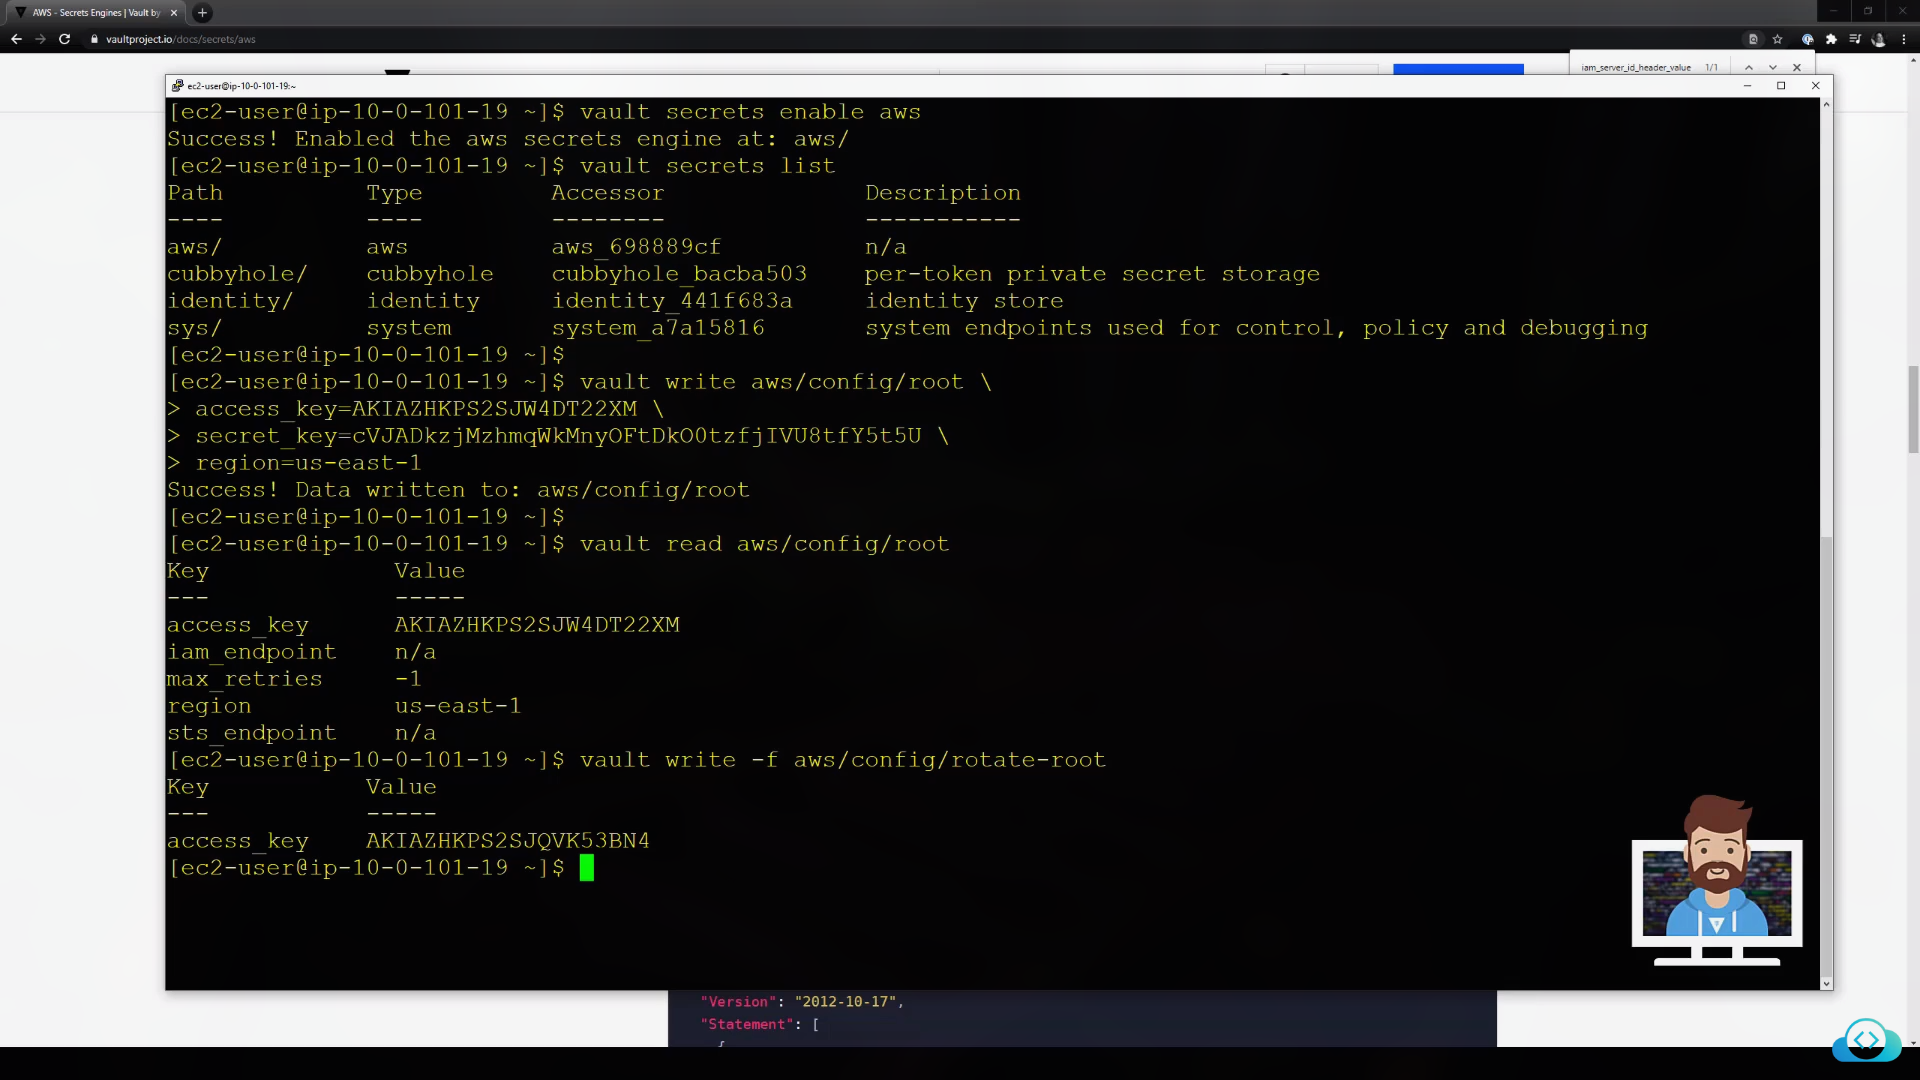 AWS - Secrets Engines | Vault by
vaultproject.io/docs/secrets/aws
iam_server_id_header_value 1/1
ec2-user@ip-10-0-101-19:~
[ec2-user@ip-10-0-101-19 ~]$ vault secrets enable aws
Success! Enabled the aws secrets engine at: aws/
[ec2-user@ip-10-0-101-19 ~]$ vault secrets list
Path Type Accessor Description
---- ---- -------- -----------
aws/ aws aws_698889cf n/a
cubbyhole/ cubbyhole cubbyhole_bacba503 per-token private secret storage
identity/ identity identity_441f683a identity store
sys/ system system_a7a15816 system endpoints used for control, policy and debugging
[ec2-user@ip-10-0-101-19 ~]$
[ec2-user@ip-10-0-101-19 ~]$ vault write aws/config/root \
> access_key=AKIAZHKPS2SJW4DT22XM \
> secret_key=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 \
> region=us-east-1
Success! Data written to: aws/config/root
[ec2-user@ip-10-0-101-19 ~]$
[ec2-user@ip-10-0-101-19 ~]$ vault read aws/config/root
Key Value
--- -----
access_key AKIAZHKPS2SJW4DT22XM
iam_endpoint n/a
max_retries -1
region us-east-1
sts_endpoint n/a
[ec2-user@ip-10-0-101-19 ~]$ vault write -f aws/config/rotate-root
Key Value
--- -----
access_key AKIAZHKPS2SJQVK53BN4
[ec2-user@ip-10-0-101-19 ~]$
"Version": "2012-10-17",
"Statement": [
{